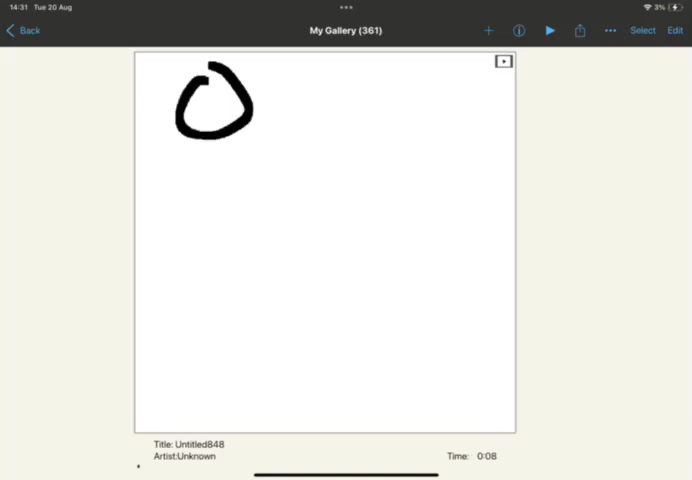 14:31 Tue 20 Aug
3%
Back
My Gallery (361)
Select
Edit
Title: Untitled848
Artist:Unknown
Time: 0:08